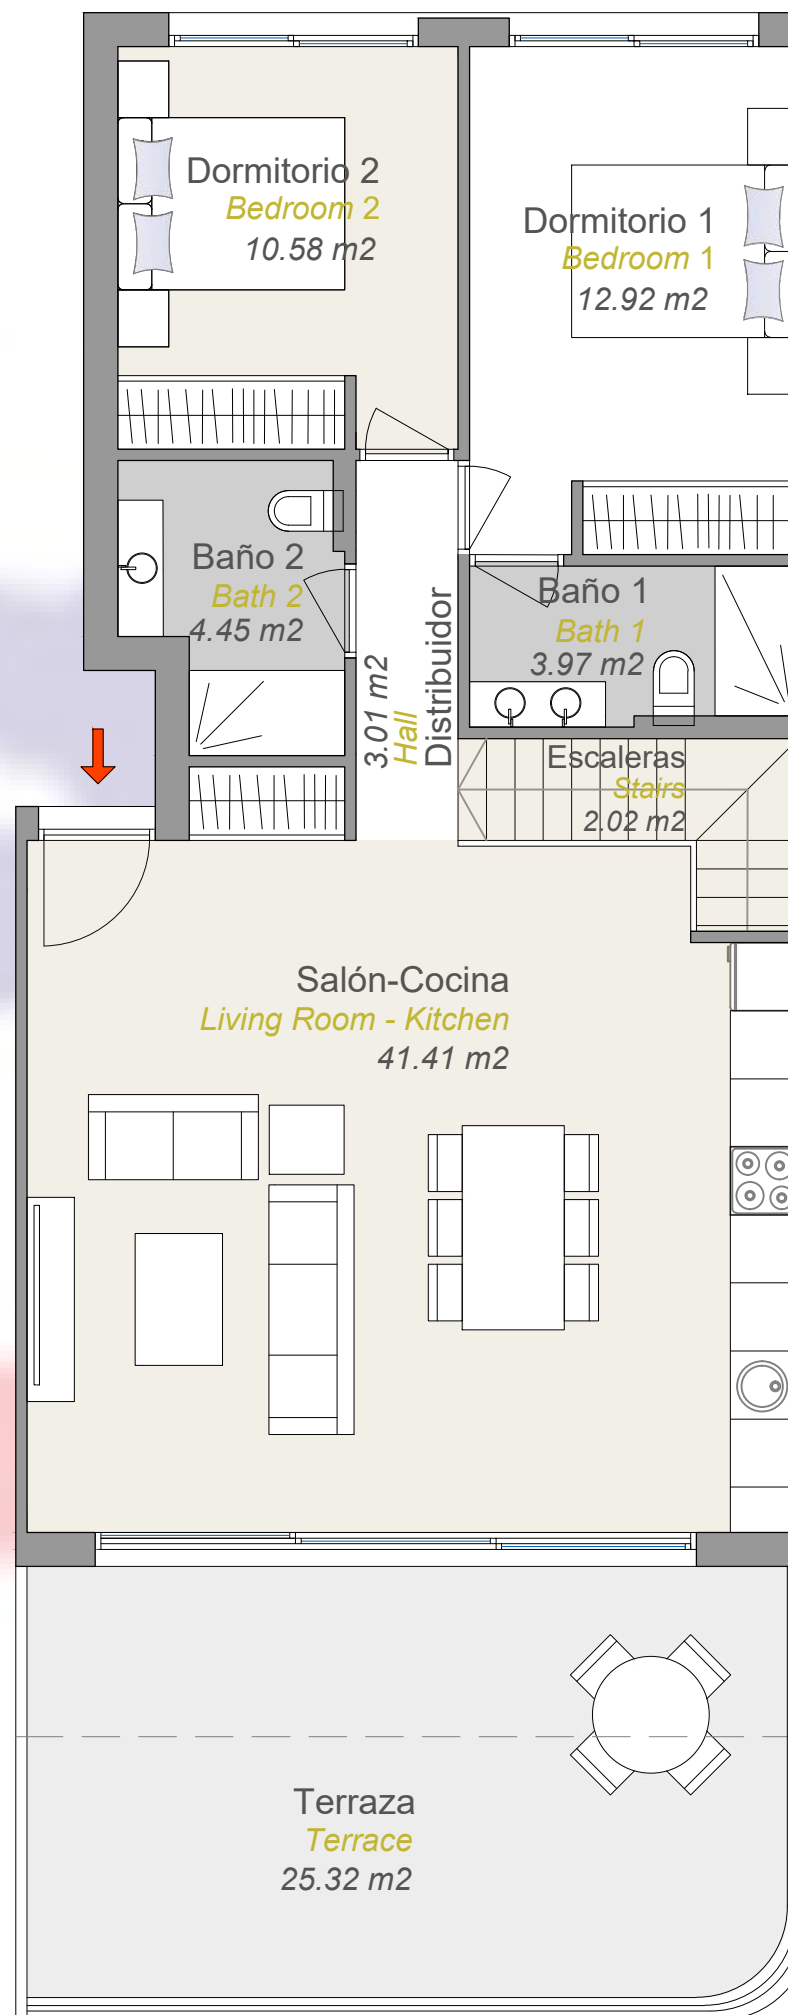 Dormitorio 2
Bedroom 2
10.58 m2
Dormitorio 1
Bedroom 1
12.92 m2
Baño 2
Bath 2
4.45 m2
Baño 1
Bath 1
3.97 m2
Distribuidor
Hall
3.01 m2
Escaleras
Stairs
2.02 m2
Salón-Cocina
Living Room - Kitchen
41.41 m2
Terraza
Terrace
25.32 m2